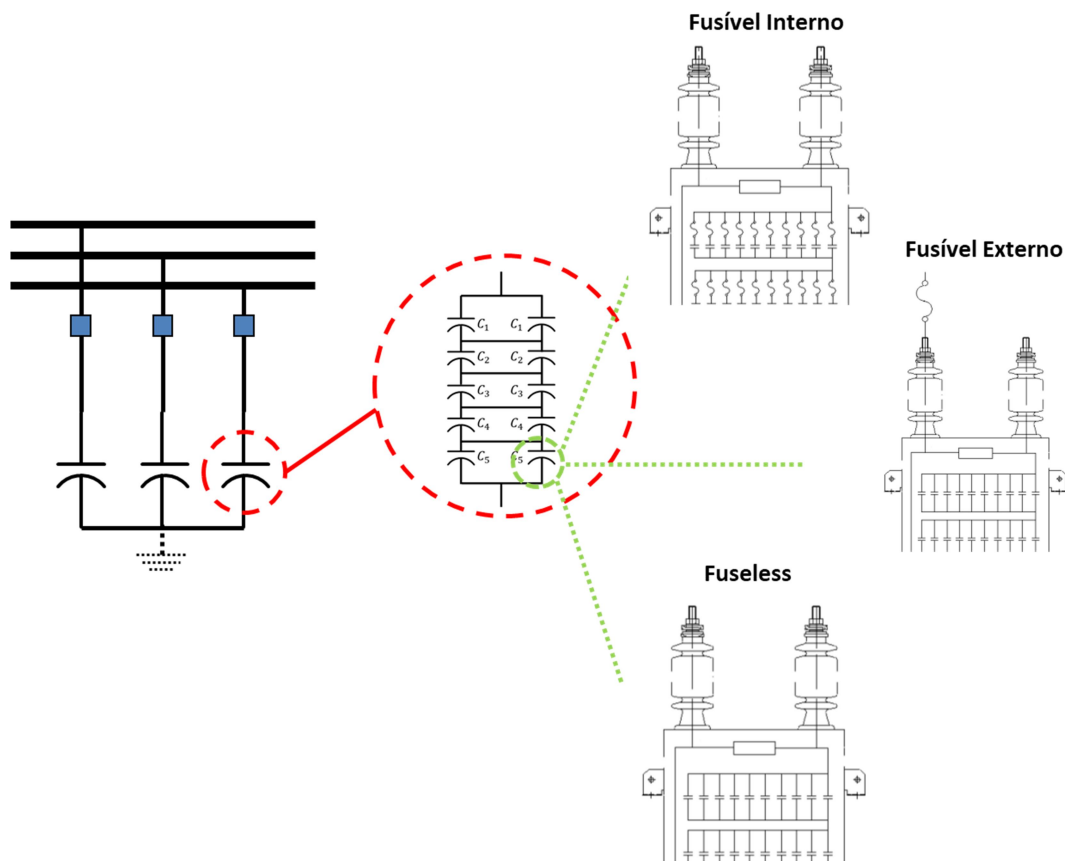 Fusível Interno
Fusível Externo
C₁ C₁
C₂ C₂
C₃ C₃
C₄ C₄
C₅ C₅
Fuseless